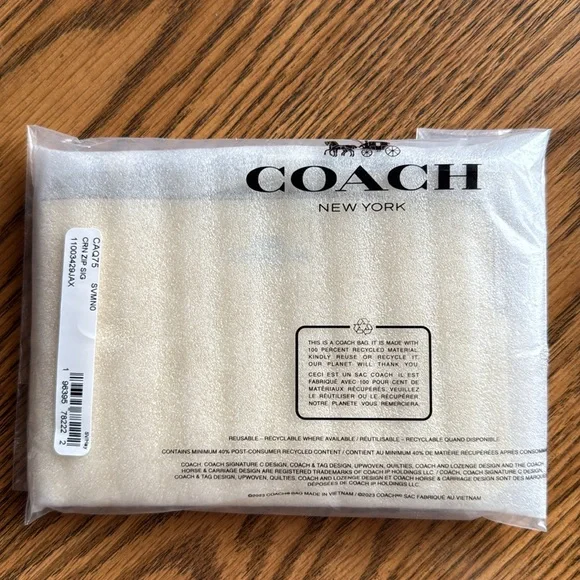 COACH
NEW YORK
CAQ75 SVMN0
CRN ZIP SIG
11003429JAX
1 96395 78222 2
THIS IS A COACH BAG. IT IS MADE WITH
100 PERCENT RECYCLED MATERIAL.
KINDLY REUSE OR RECYCLE IT.
OUR PLANET WILL THANK YOU.
CECI EST UN SAC COACH. IL EST
FABRIQUÉ AVEC 100 POUR CENT DE
MATÉRIAUX RÉCUPÉRÉS. VEUILLEZ
LE RÉUTILISER OU LE RÉCUPÉRER
NOTRE PLANÈTE VOUS REMERCIERA.
REUSABLE – RECYCLABLE WHERE AVAILABLE / RÉUTILISABLE – RECYCLABLE QUAND DISPONIBLE
CONTAINS MINIMUM 40% POST-CONSUMER RECYCLED CONTENT / CONTIENT AU MINIMUM 40% DE MATIÈRE RÉCUPÉRÉES APRÈS
COACH, COACH SIGNATURE C DESIGN, COACH & TAG DESIGN, UPWOVEN, QUILTIES, COACH AND LOZENGE DESIGN AND THE COACH
HORSE & CARRIAGE DESIGN ARE REGISTERED TRADEMARKS OF COACH IP HOLDINGS LLC. / COACH, COACH SIGNATURE C DESIGN,
COACH & TAG DESIGN, UPWOVEN, QUILTIES, COACH AND LOZENGE DESIGN ET COACH HORSE & CARRIAGE DESIGN SONT DES
DÉPOSÉES DE COACH IP HOLDINGS LLC.
©2023 COACH® BAG MADE IN VIETNAM / ©2023 COACH® SAC FABRIQUÉ AU VIETNAM